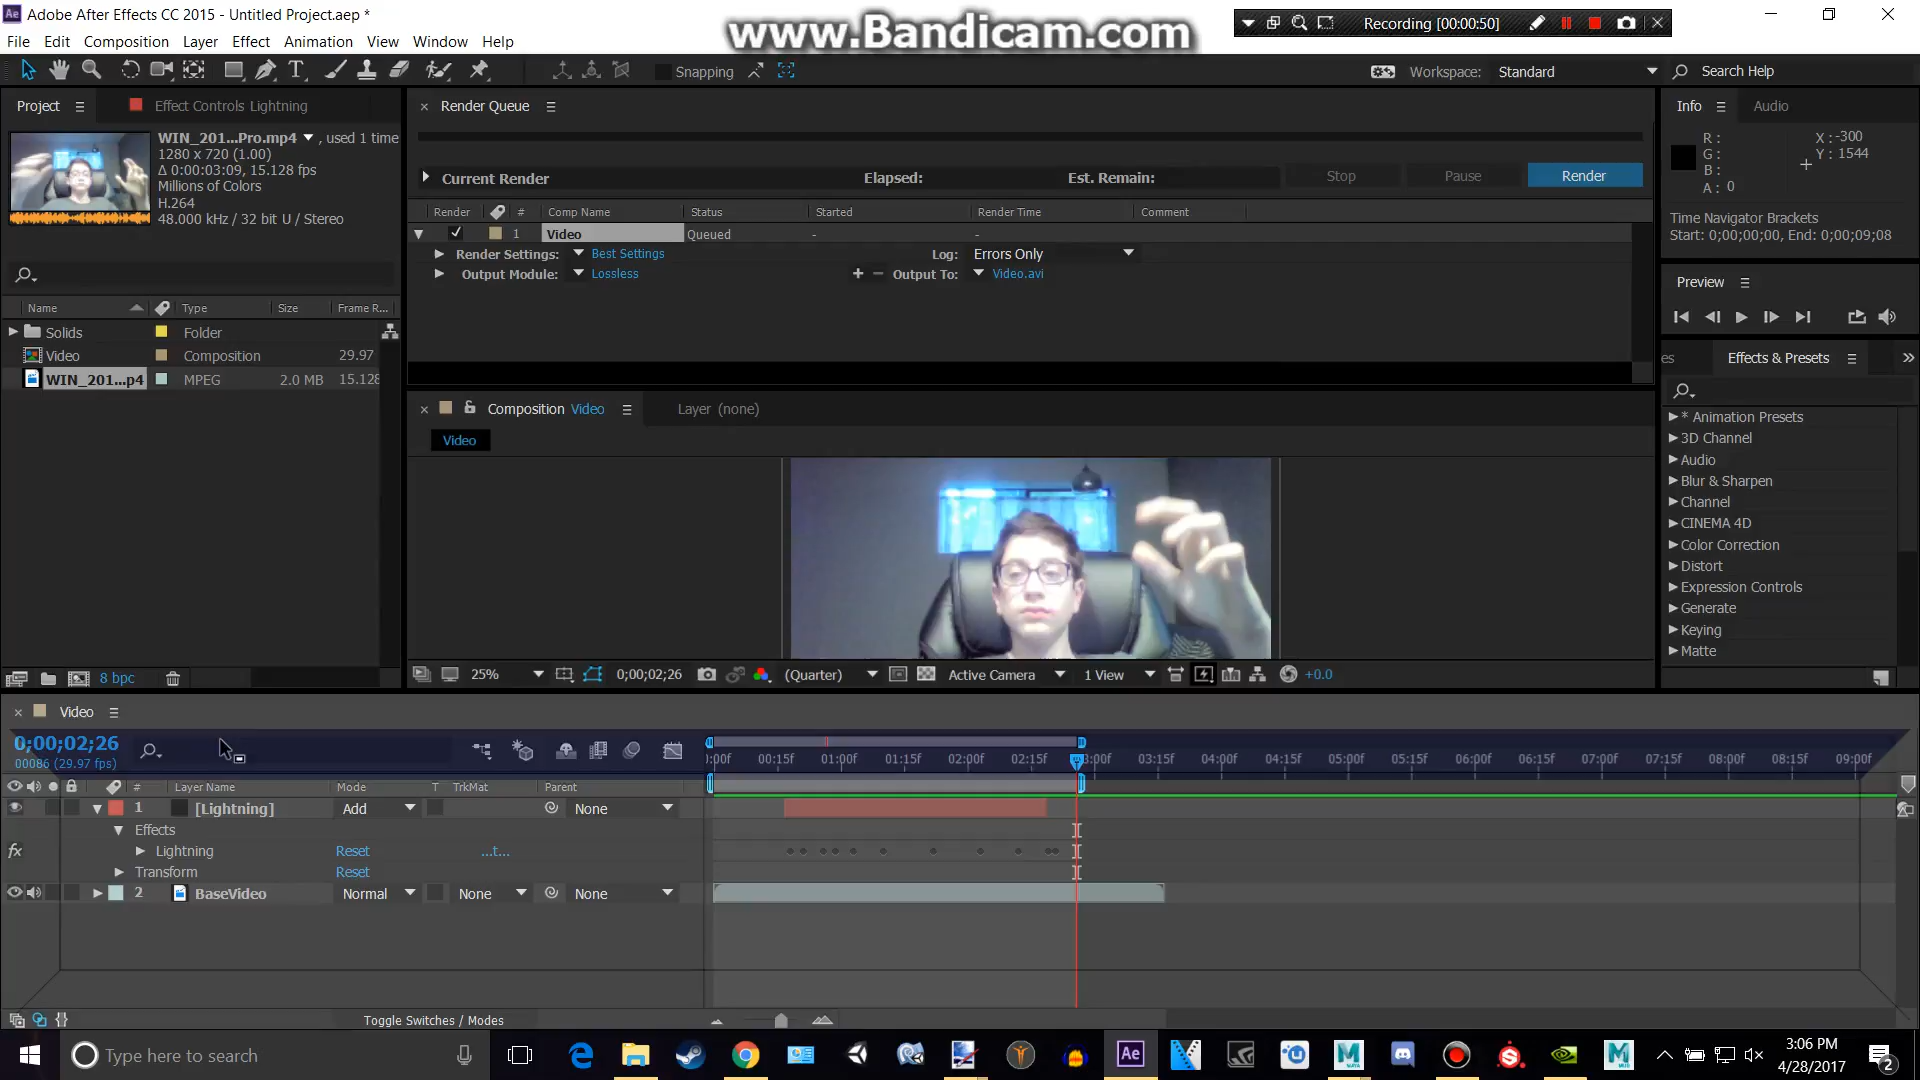 Adobe After Effects CC 2015 - Untitled Project.aep *
www.Bandicam.com
Recording [00:00:50]
File Edit Composition Layer Effect Animation View Window Help
Snapping
Workspace: Standard
Search Help
Project
Effect Controls Lightning
WIN_201...Pro.mp4 , used 1 time
1280 x 720 (1.00)
Δ 0:00:03:09, 15.128 fps
Millions of Colors
H.264
48.000 kHz / 32 bit U / Stereo
Name Type Size Frame R...
Solids Folder
Video Composition 29.97
WIN_201...p4 MPEG 2.0 MB 15.128
8 bpc
Render Queue
Current Render Elapsed: Est. Remain: Stop Pause Render
Render # Comp Name Status Started Render Time Comment
1 Video Queued - -
Render Settings: Best Settings Log: Errors Only
Output Module: Lossless + − Output To: Video.avi
Composition Video
Layer (none)
Video
25% 0;00;02;26 (Quarter) Active Camera 1 View +0.0
Info Audio
R : X : -300
G : Y : 1544
B :
A : 0
Time Navigator Brackets
Start: 0;00;00;00, End: 0;00;09;08
Preview
es Effects & Presets
* Animation Presets
3D Channel
Audio
Blur & Sharpen
Channel
CINEMA 4D
Color Correction
Distort
Expression Controls
Generate
Keying
Matte
Video
0;00;02;26
00086 (29.97 fps)
):00f 00:15f 01:00f 01:15f 02:00f 02:15f 3:00f 03:15f 04:00f 04:15f 05:00f 05:15f 06:00f 06:15f 07:00f 07:15f 08:00f 08:15f 09:00f
# Layer Name Mode T TrkMat Parent
1 [Lightning] Add None
Effects
fx Lightning Reset ...t...
Transform Reset
2 BaseVideo Normal None None
Toggle Switches / Modes
Type here to search
3:06 PM
4/28/2017
2